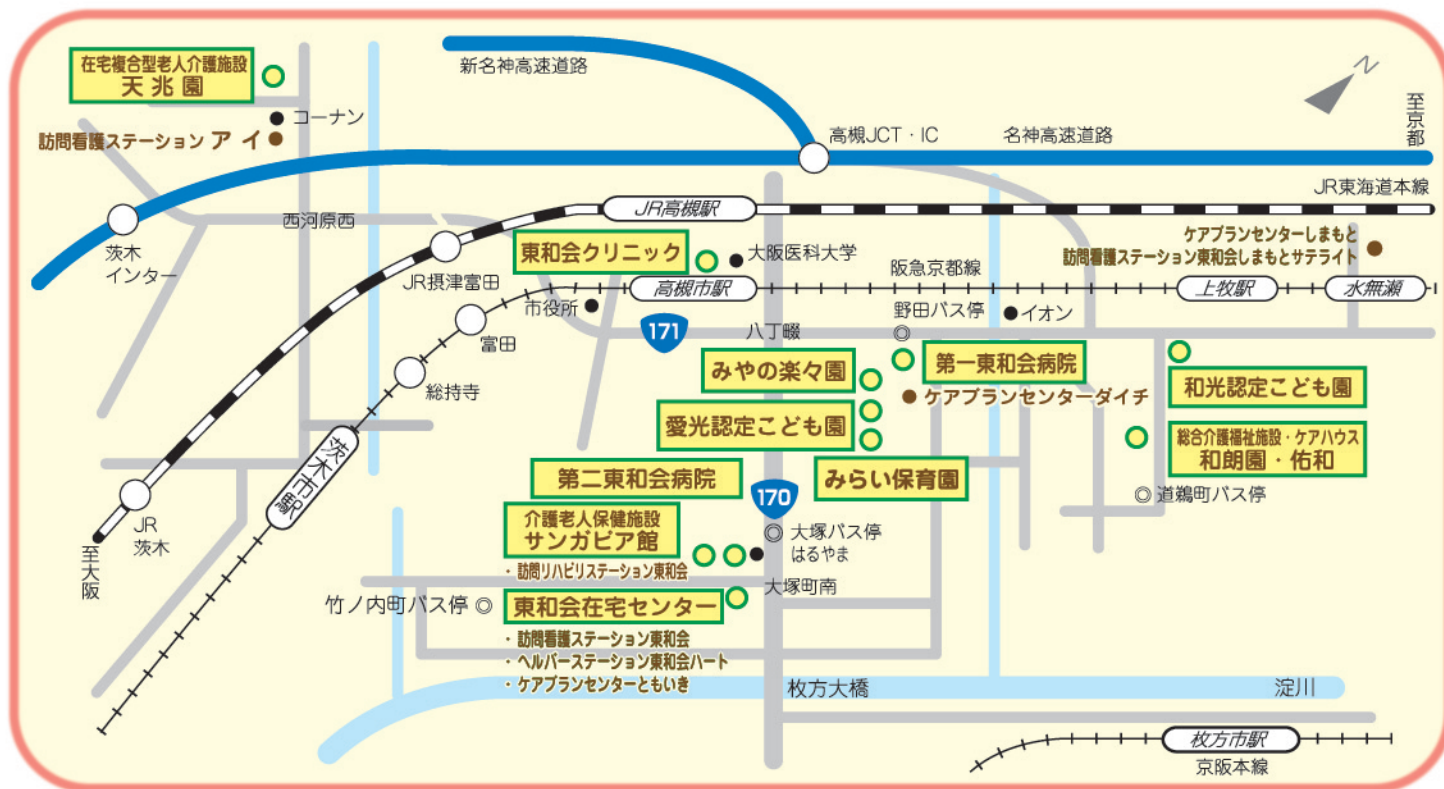 在宅複合型老人介護施設
天兆園
新名神高速道路
N
至京都
コーナン
訪問看護ステーション アイ
高槻JCT・IC
名神高速道路
JR東海道本線
JR高槻駅
西河原西
茨木
インター
JR摂津富田
東和会クリニック
大阪医科大学
ケアプランセンターしまもと
訪問看護ステーション東和会しまもとサテライト
阪急京都線
高槻市駅
上牧駅
水無瀬
市役所
野田バス停
イオン
171
八丁畷
富田
総持寺
みやの楽々園
第一東和会病院
ケアプランセンターダイチ
和光認定こども園
愛光認定こども園
総合介護福祉施設・ケアハウス
和朗園・佑和
茨木市駅
第二東和会病院
みらい保育園
170
道鵜町バス停
JR
茨木
至大阪
介護老人保健施設
サンガピア館
・訪問リハビリステーション東和会
大塚バス停
はるやま
大塚町南
竹ノ内町バス停
東和会在宅センター
・訪問看護ステーション東和会
・ヘルパーステーション東和会ハート
・ケアプランセンターともいき
枚方大橋
淀川
枚方市駅
京阪本線